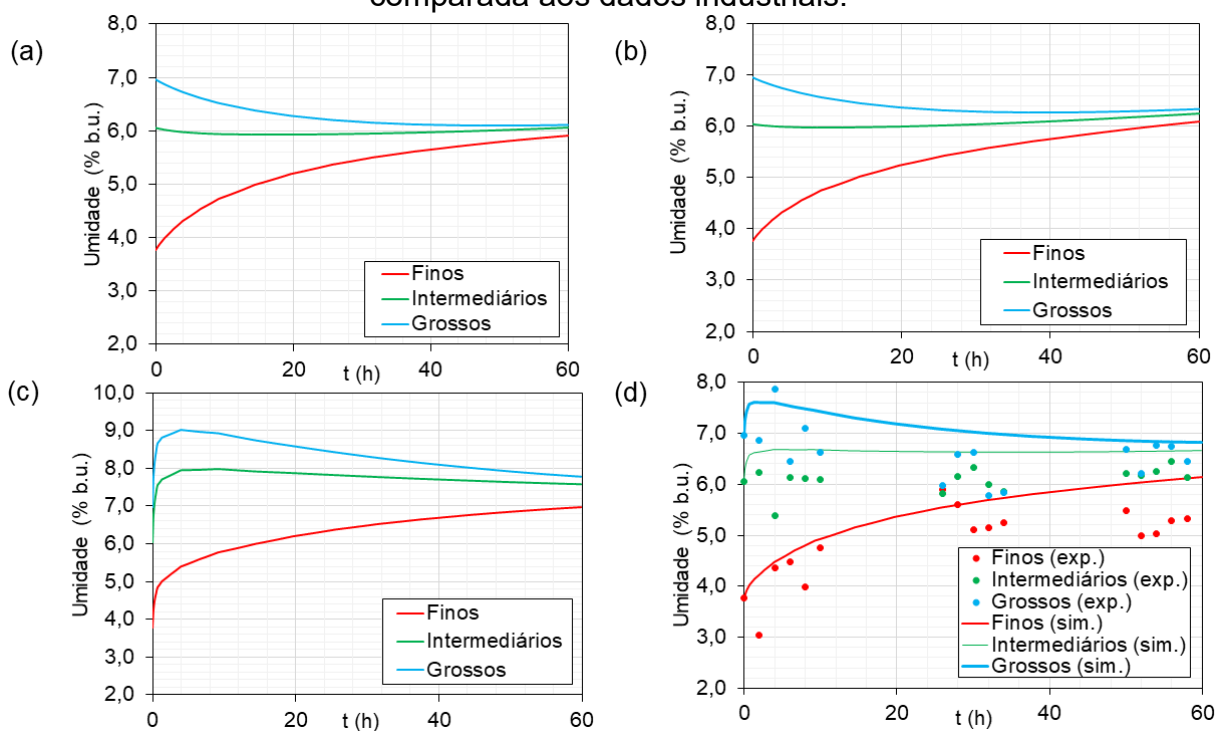 comparada aos dados industriais.
(a)
8,0
7,0
6,0
5,0
4,0
3,0
2,0
Umidade (% b.u.)
Finos
Intermediários
Grossos
0
20
40
60
t (h)
(b)
8,0
7,0
6,0
5,0
4,0
3,0
2,0
Umidade (% b.u.)
Finos
Intermediários
Grossos
0
20
40
60
t (h)
(c)
10,0
9,0
8,0
7,0
6,0
5,0
4,0
3,0
2,0
Umidade (% b.u.)
Finos
Intermediários
Grossos
0
20
40
60
t (h)
(d)
8,0
7,0
6,0
5,0
4,0
3,0
2,0
Umidade (% b.u.)
Finos (exp.)
Intermediários (exp.)
Grossos (exp.)
Finos (sim.)
Intermediários (sim.)
Grossos (sim.)
0
20
40
60
t (h)